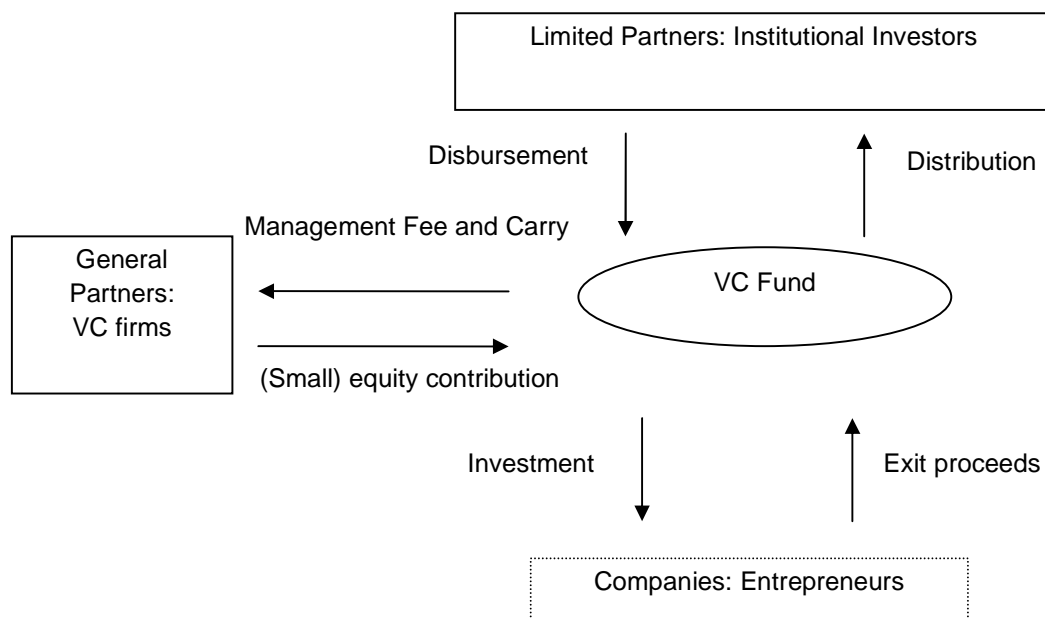 Limited Partners: Institutional Investors
Disbursement
Distribution
Management Fee and Carry
General
Partners:
VC firms
VC Fund
(Small) equity contribution
Investment
Exit proceeds
Companies: Entrepreneurs